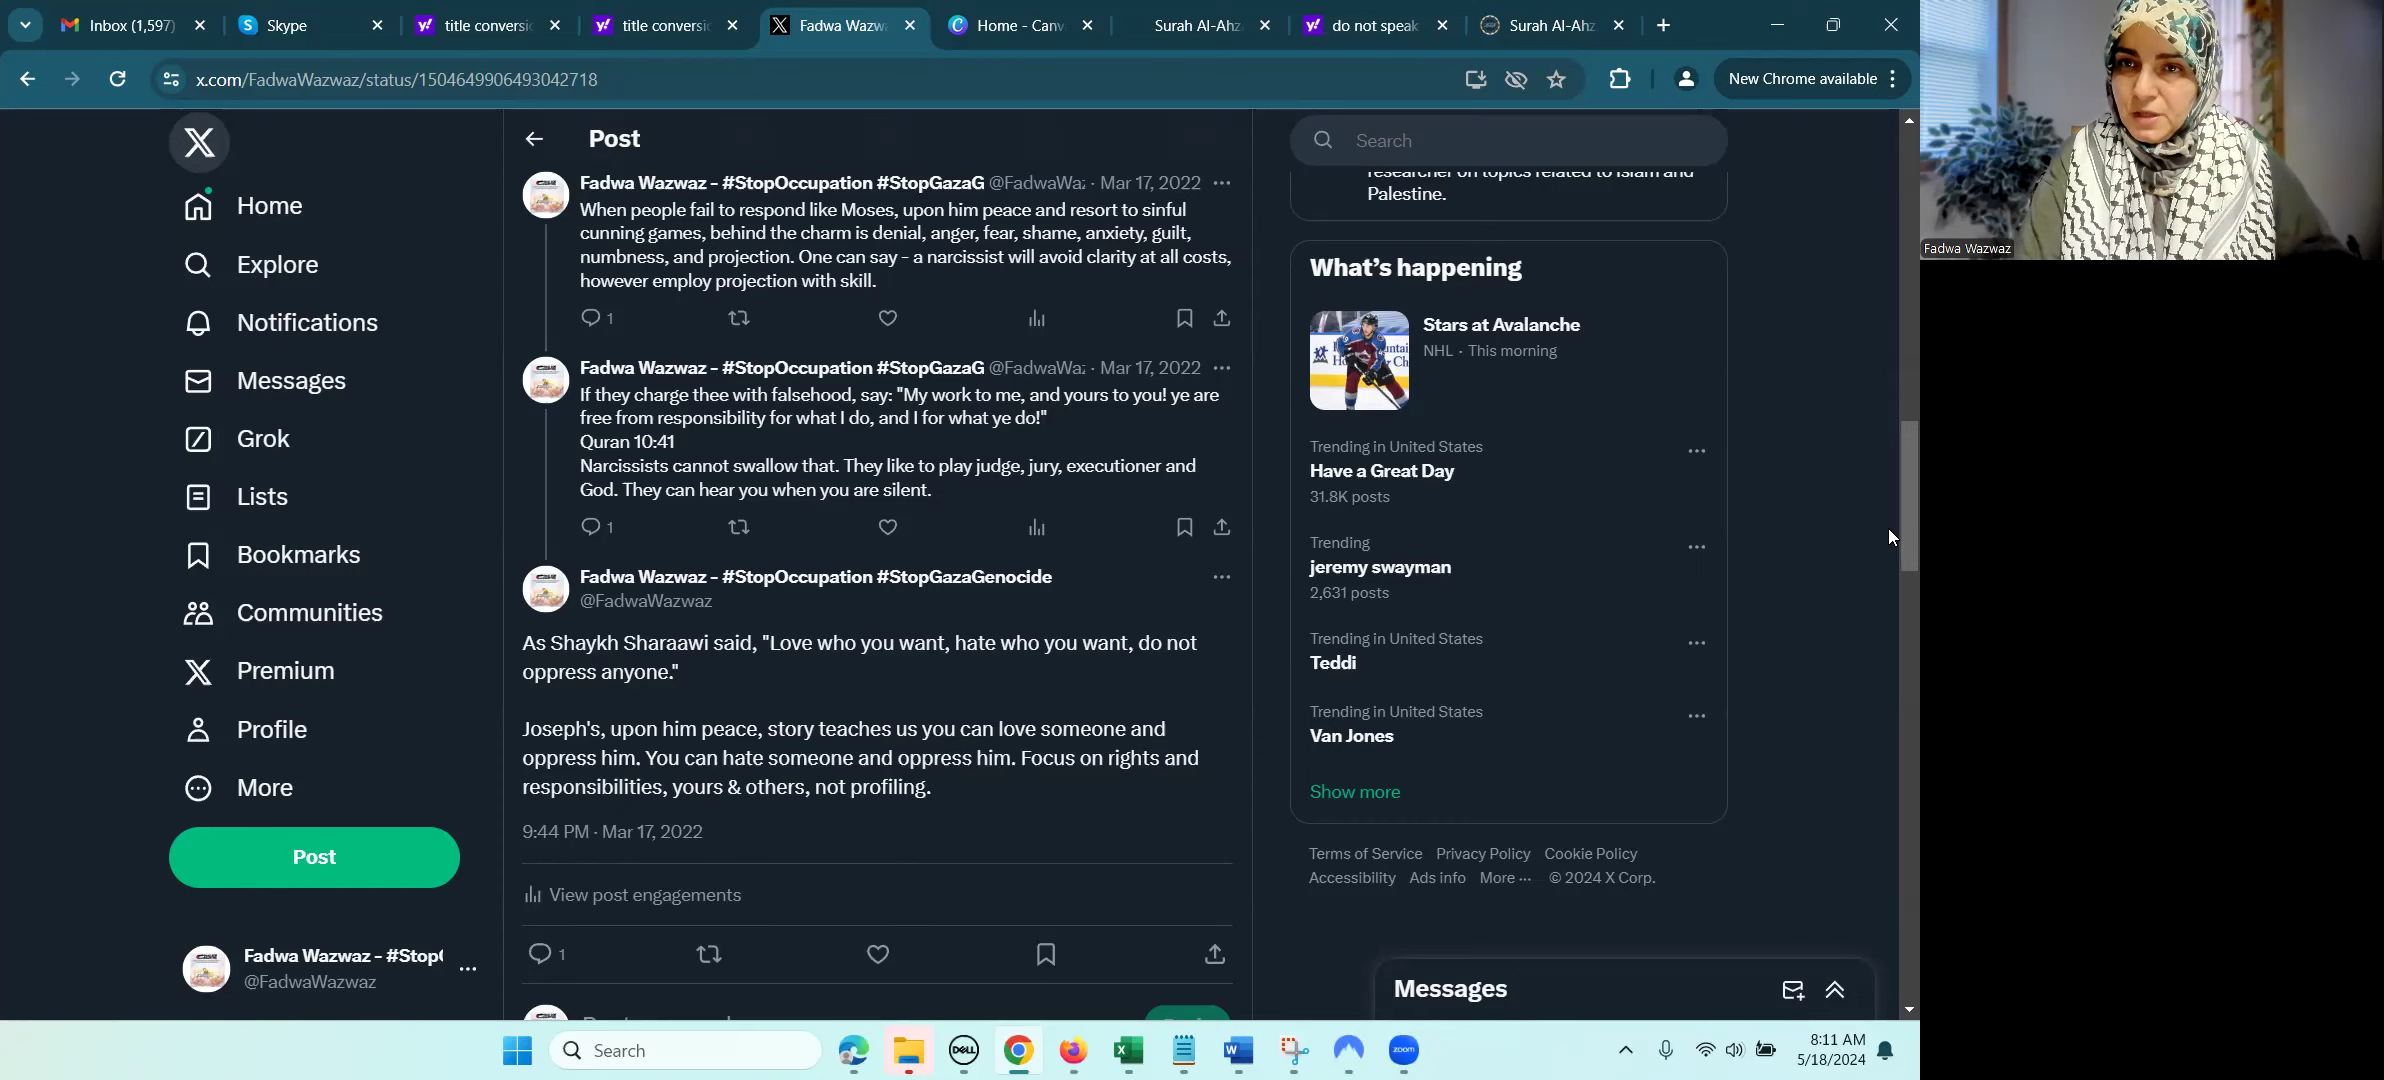 Inbox (1,597)
Skype
title conversi
title conversi
Fadwa Wazw
Home - Canv
Surah Al-Ahz
do not speak
Surah Al-Ahz
x.com/FadwaWazwaz/status/1504649906493042718
New Chrome available
Home
Explore
Notifications
Messages
Grok
Lists
Bookmarks
Communities
Premium
Profile
More
Post
Fadwa Wazwaz - #Stop
@FadwaWazwaz
Post
Fadwa Wazwaz - #StopOccupation #StopGazaG @FadwaWaz · Mar 17, 2022
When people fail to respond like Moses, upon him peace and resort to sinful
cunning games, behind the charm is denial, anger, fear, shame, anxiety, guilt,
numbness, and projection. One can say - a narcissist will avoid clarity at all costs,
however employ projection with skill.
1
Fadwa Wazwaz - #StopOccupation #StopGazaG @FadwaWaz · Mar 17, 2022
If they charge thee with falsehood, say: "My work to me, and yours to you! ye are
free from responsibility for what I do, and I for what ye do!"
Quran 10:41
Narcissists cannot swallow that. They like to play judge, jury, executioner and
God. They can hear you when you are silent.
1
Fadwa Wazwaz - #StopOccupation #StopGazaGenocide
@FadwaWazwaz
As Shaykh Sharaawi said, "Love who you want, hate who you want, do not
oppress anyone."
Joseph's, upon him peace, story teaches us you can love someone and
oppress him. You can hate someone and oppress him. Focus on rights and
responsibilities, yours & others, not profiling.
9:44 PM · Mar 17, 2022
View post engagements
1
Search
researcher on topics related to Islam and
Palestine.
What's happening
Stars at Avalanche
NHL · This morning
Trending in United States
Have a Great Day
31.8K posts
Trending
jeremy swayman
2,631 posts
Trending in United States
Teddi
Trending in United States
Van Jones
Show more
Terms of Service Privacy Policy Cookie Policy
Accessibility Ads info More ··· © 2024 X Corp.
Messages
Fadwa Wazwaz
Search
DELL
zoom
8:11 AM
5/18/2024